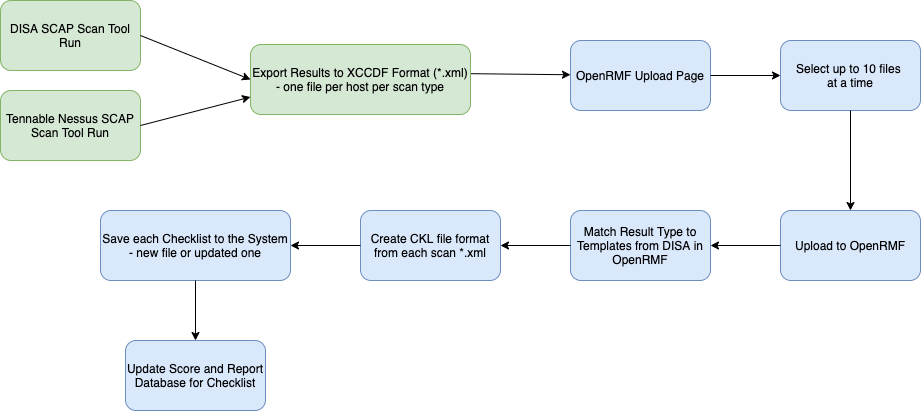 DISA SCAP Scan Tool
Run
Tennable Nessus SCAP
Scan Tool Run
Export Results to XCCDF Format (*.xml)
- one file per host per scan type
OpenRMF Upload Page
Select up to 10 files
at a time
Upload to OpenRMF
Match Result Type to
Templates from DISA in
OpenRMF
Create CKL file format
from each scan *.xml
Save each Checklist to the System
- new file or updated one
Update Score and Report
Database for Checklist